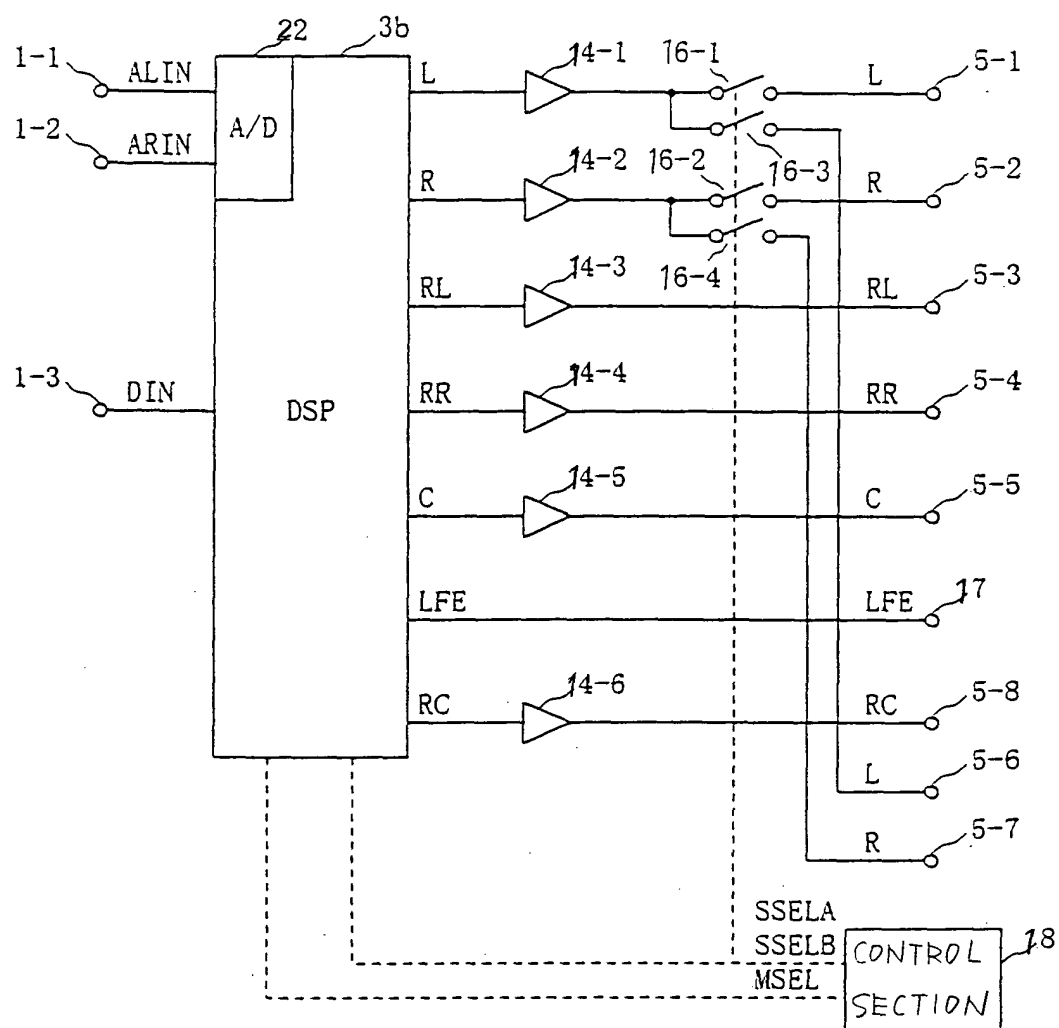 22
3b
1-1
ALIN
A/D
1-2
ARIN
L
14-1
16-1
L
5-1
R
14-2
16-2
16-3
R
5-2
16-4
RL
14-3
RL
5-3
1-3
DIN
DSP
RR
14-4
RR
5-4
C
14-5
C
5-5
LFE
LFE
17
RC
14-6
RC
5-8
L
5-6
R
5-7
SSELA
SSELB
MSEL
CONTROL
SECTION
18